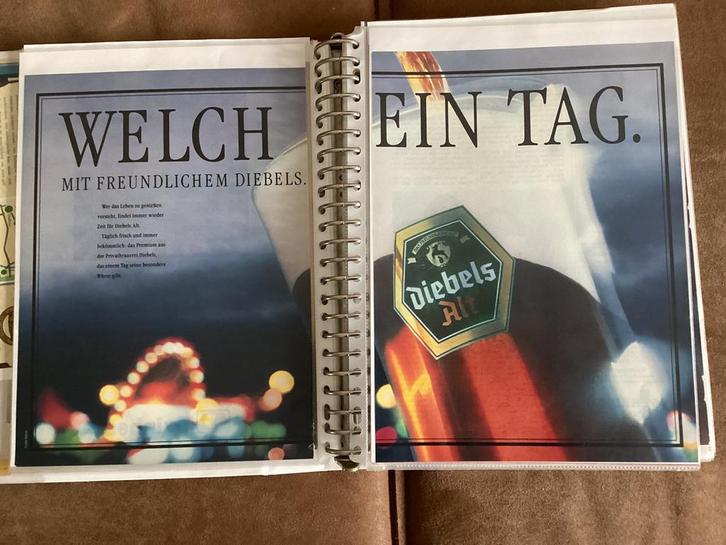 WELCH EIN TAG.
MIT FREUNDLICHEM DIEBELS.
Wer das Leben zu genießen
versteht, findet immer wieder
Zeit für Diebels Alt.
Täglich frisch und immer
bekömmlich: das Premium aus
der Privatbrauerei Diebels,
das einem Tag seine besondere
Würze gibt.
diebels
Alt